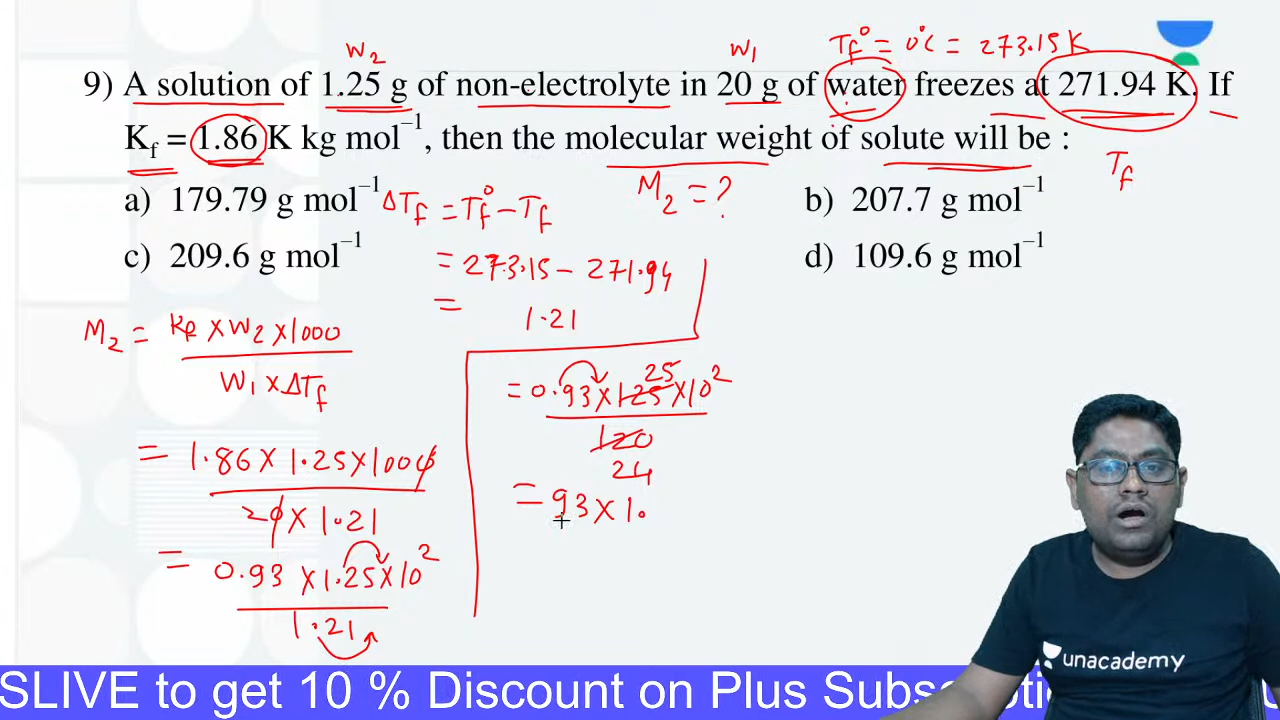 W2 W1 Tf° = 0°C = 273.15 K
9) A solution of 1.25 g of non-electrolyte in 20 g of water freezes at 271.94 K. If
Kf = 1.86 K kg mol–1, then the molecular weight of solute will be :
Tf
M2 = ?
a) 179.79 g mol–1
b) 207.7 g mol–1
c) 209.6 g mol–1
d) 109.6 g mol–1
ΔTf = Tf° – Tf
= 273.15 – 271.94
= 1.21
M2 = Kf × W2 × 1000
W1 × ΔTf
= 1.86 × 1.25 × 1000
20 × 1.21
= 0.93 × 1.25 × 10²
1.21
25
= 0.93 × 125 × 10²
120
24
= 93 × 1.
unacademy
SLIVE to get 10 % Discount on Plus Subsc